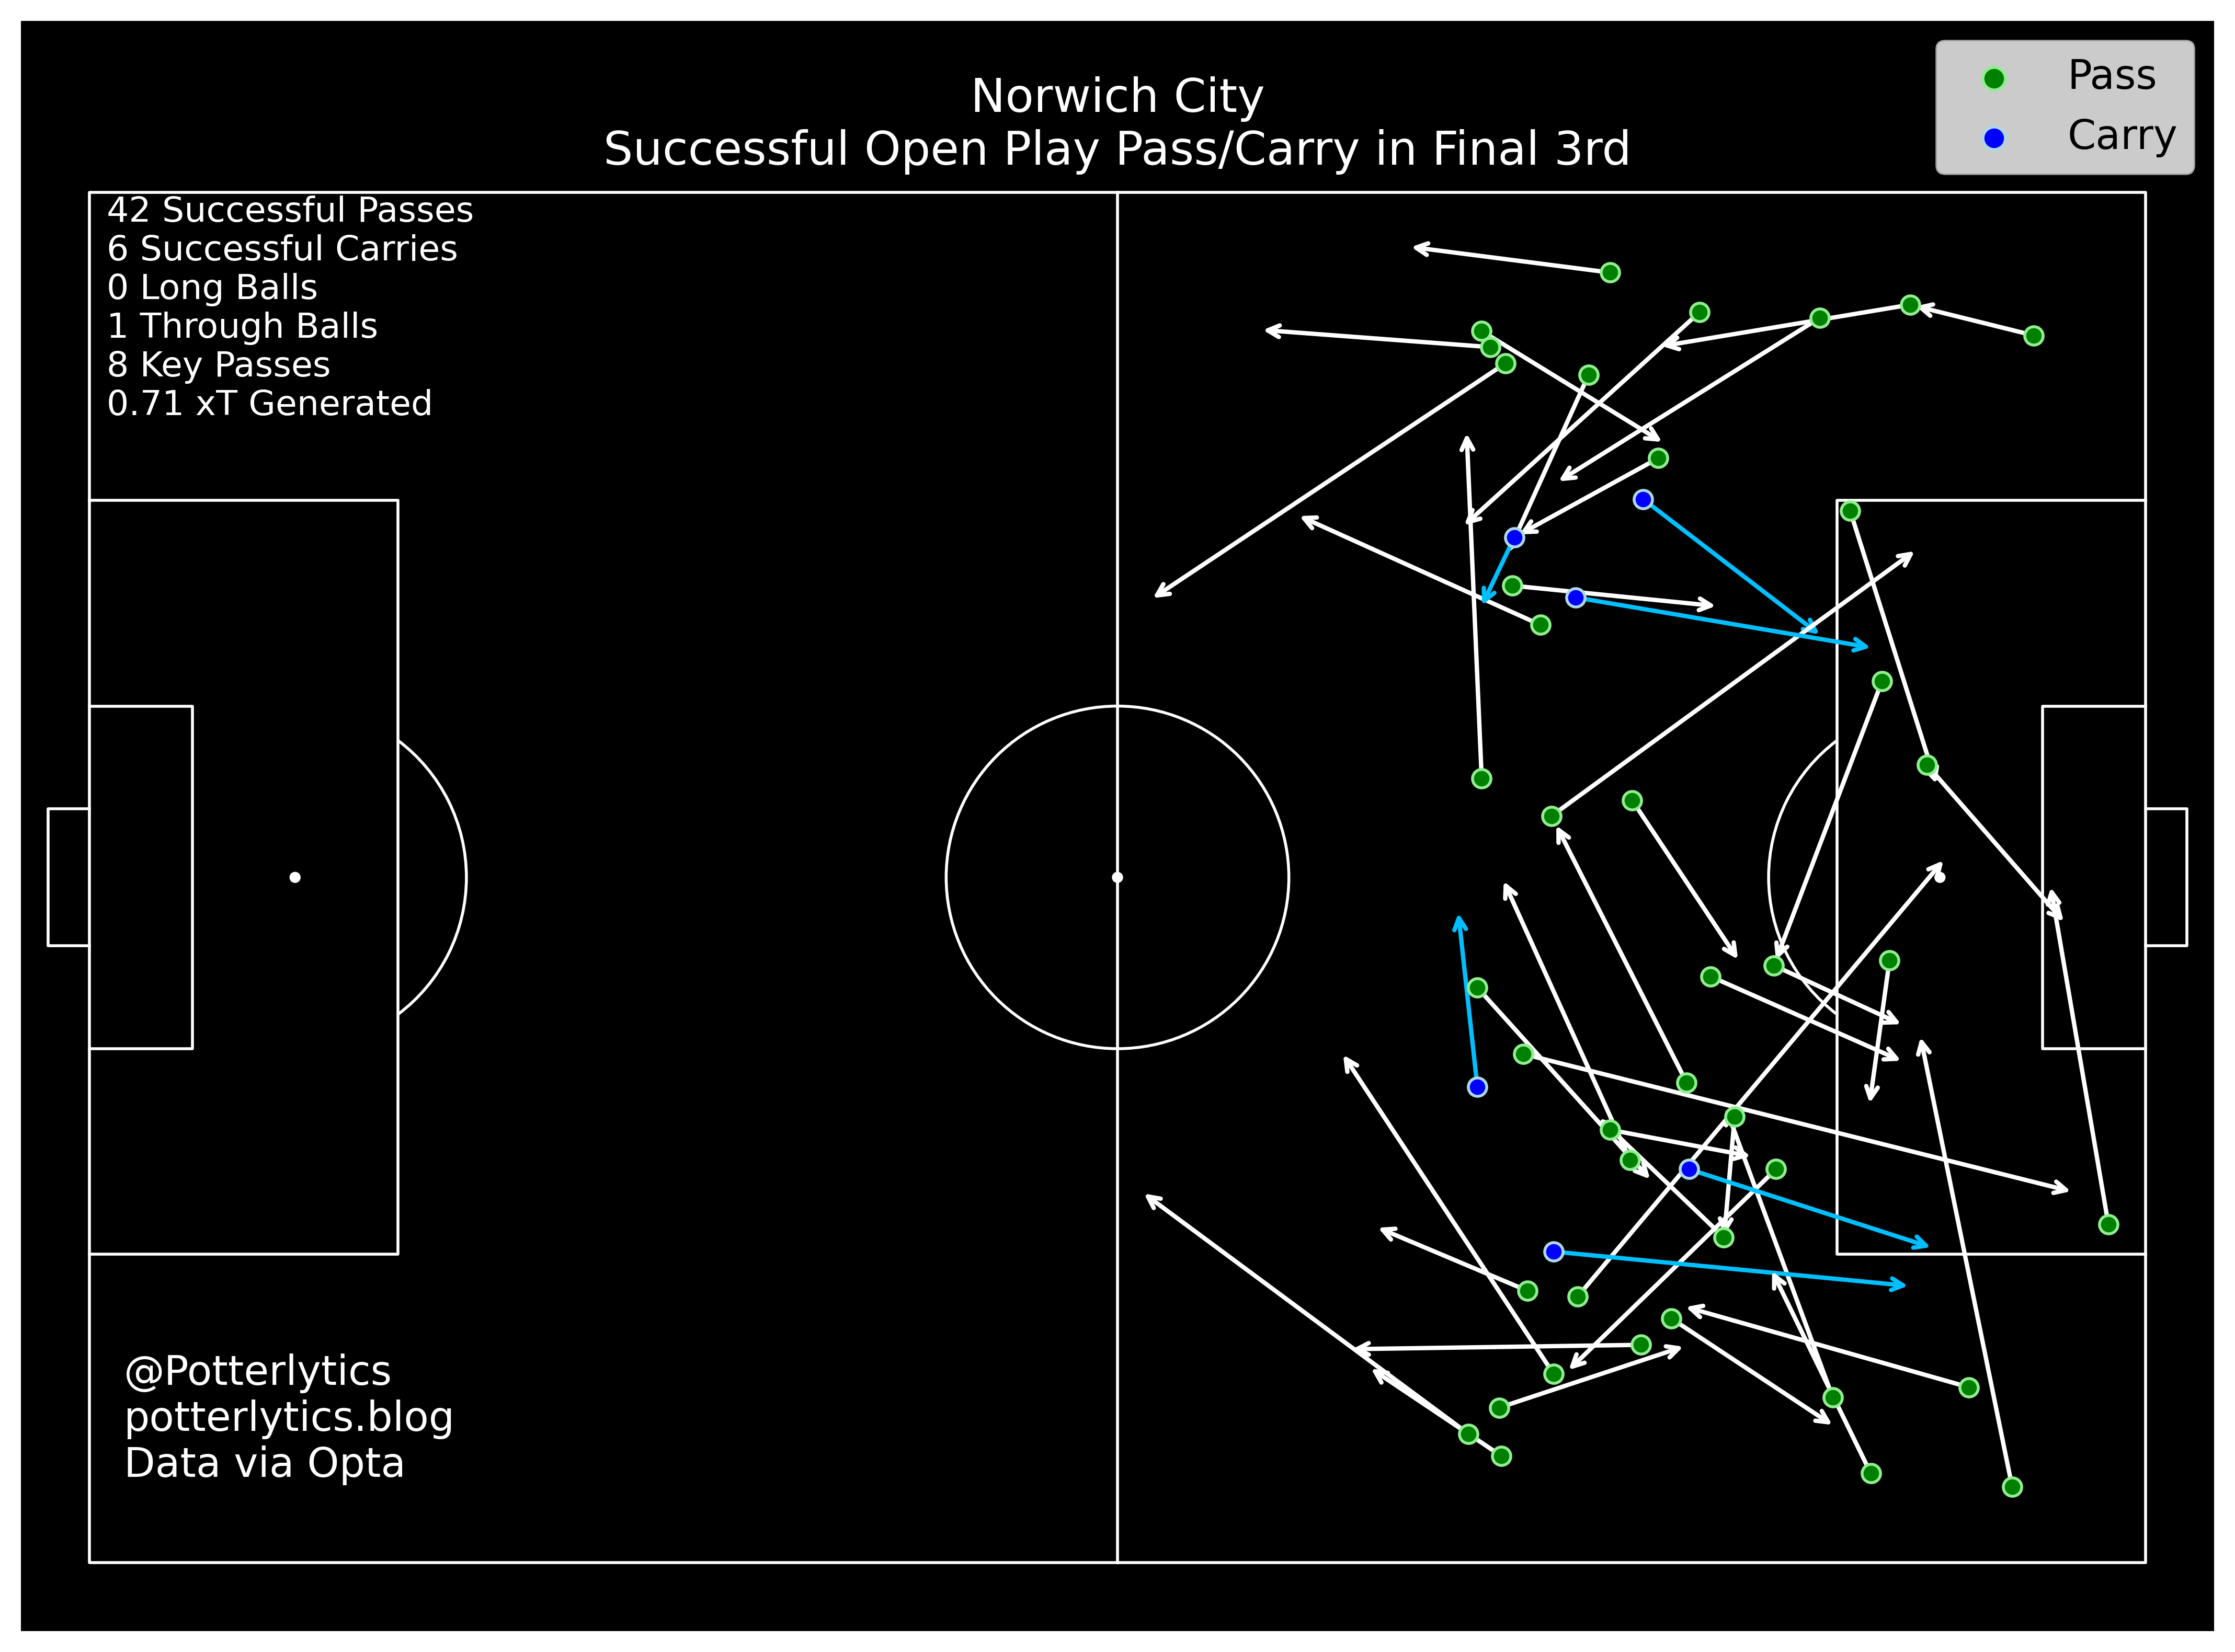 Norwich City
Successful Open Play Pass/Carry in Final 3rd
Pass
Carry
42 Successful Passes
6 Successful Carries
0 Long Balls
1 Through Balls
8 Key Passes
0.71 xT Generated
@Potterlytics
potterlytics.blog
Data via Opta